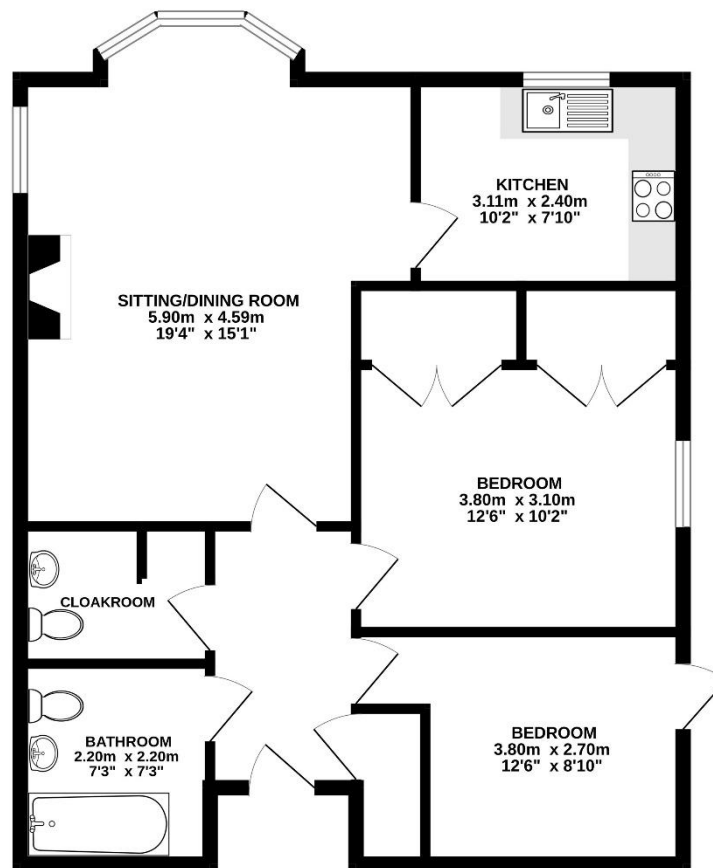 KITCHEN
3.11m x 2.40m
10'2" x 7'10"
SITTING/DINING ROOM
5.90m x 4.59m
19'4" x 15'1"
BEDROOM
3.80m x 3.10m
12'6" x 10'2"
CLOAKROOM
BATHROOM
2.20m x 2.20m
7'3" x 7'3"
BEDROOM
3.80m x 2.70m
12'6" x 8'10"